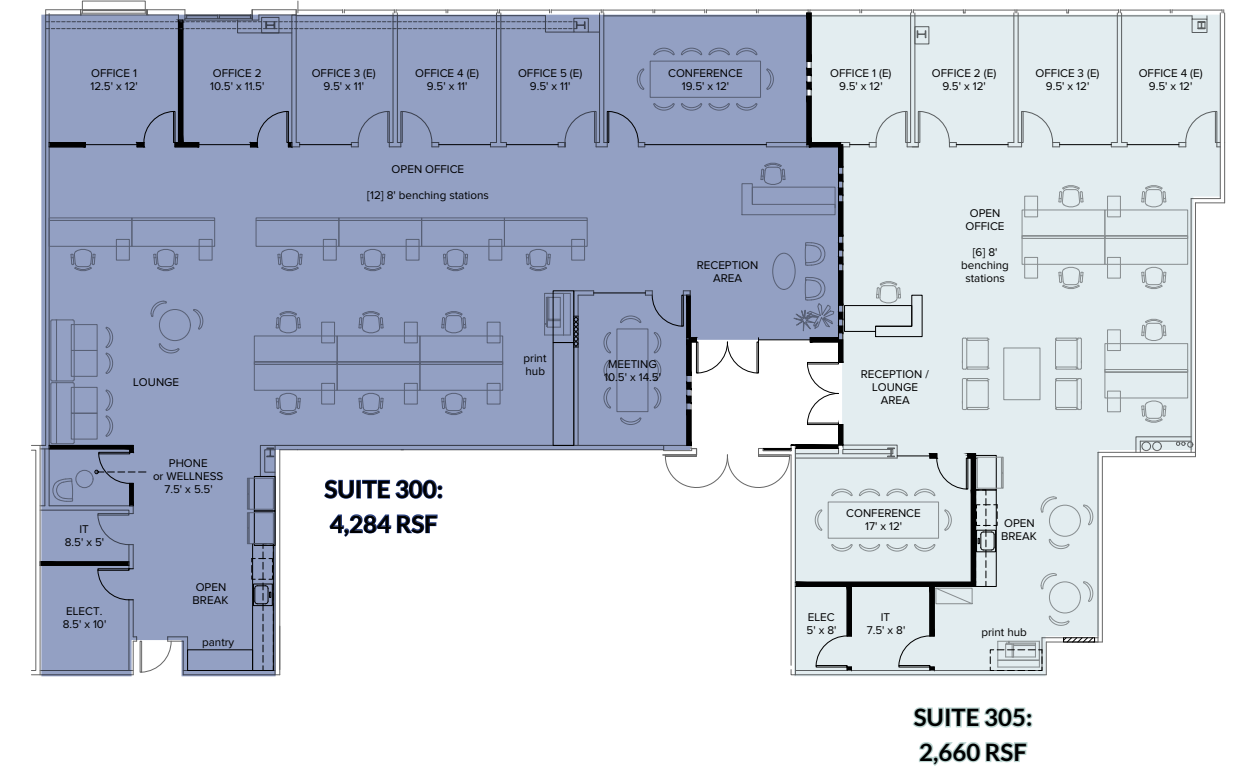 OFFICE 1
12.5' x 12'
OFFICE 2
10.5' x 11.5'
OFFICE 3 (E)
9.5' x 11'
OFFICE 4 (E)
9.5' x 11'
OFFICE 5 (E)
9.5' x 11'
CONFERENCE
19.5' x 12'
OFFICE 1 (E)
9.5' x 12'
OFFICE 2 (E)
9.5' x 12'
OFFICE 3 (E)
9.5' x 12'
OFFICE 4 (E)
9.5' x 12'
OPEN OFFICE
[12] 8' benching stations
RECEPTION
AREA
OPEN
OFFICE
[6] 8'
benching
stations
LOUNGE
print
hub
MEETING
10.5' x 14.5'
RECEPTION /
LOUNGE
AREA
PHONE
or WELLNESS
7.5' x 5.5'
SUITE 300:
4,284 RSF
IT
8.5' x 5'
CONFERENCE
17' x 12'
OPEN
BREAK
OPEN
BREAK
ELECT.
8.5' x 10'
pantry
ELEC
5' x 8'
IT
7.5' x 8'
print hub
SUITE 305:
2,660 RSF